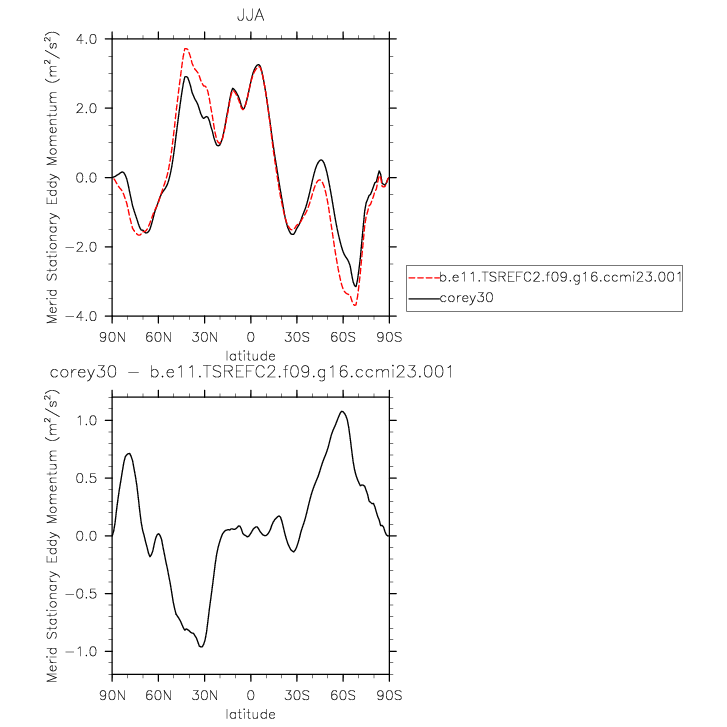 JJA
Merid Stationary Eddy Momentum (m²/s²)
4.0
2.0
0.0
−2.0
−4.0
90N 60N 30N 0 30S 60S 90S
latitude
b.e11.TSREFC2.f09.g16.ccmi23.001
corey30
corey30 − b.e11.TSREFC2.f09.g16.ccmi23.001
Merid Stationary Eddy Momentum (m²/s²)
1.0
0.5
0.0
−0.5
−1.0
90N 60N 30N 0 30S 60S 90S
latitude